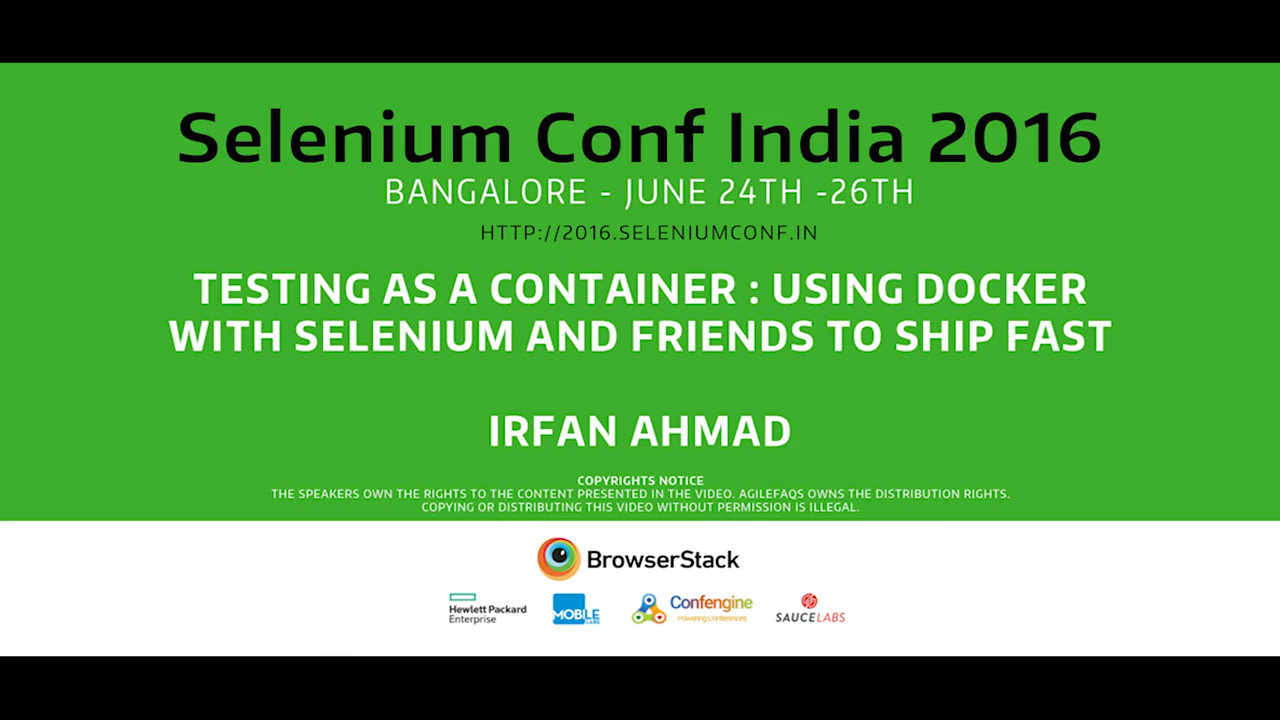 Selenium Conf India 2016
BANGALORE - JUNE 24TH -26TH
HTTP://2016.SELENIUMCONF.IN
TESTING AS A CONTAINER : USING DOCKER
WITH SELENIUM AND FRIENDS TO SHIP FAST
IRFAN AHMAD
COPYRIGHTS NOTICE
THE SPEAKERS OWN THE RIGHTS TO THE CONTENT PRESENTED IN THE VIDEO. AGILEFAQS OWNS THE DISTRIBUTION RIGHTS.
COPYING OR DISTRIBUTING THIS VIDEO WITHOUT PERMISSION IS ILLEGAL.
BrowserStack
Hewlett Packard
Enterprise
MOBILE
LABS
Confengine
Powering Conferences
SAUCELABS